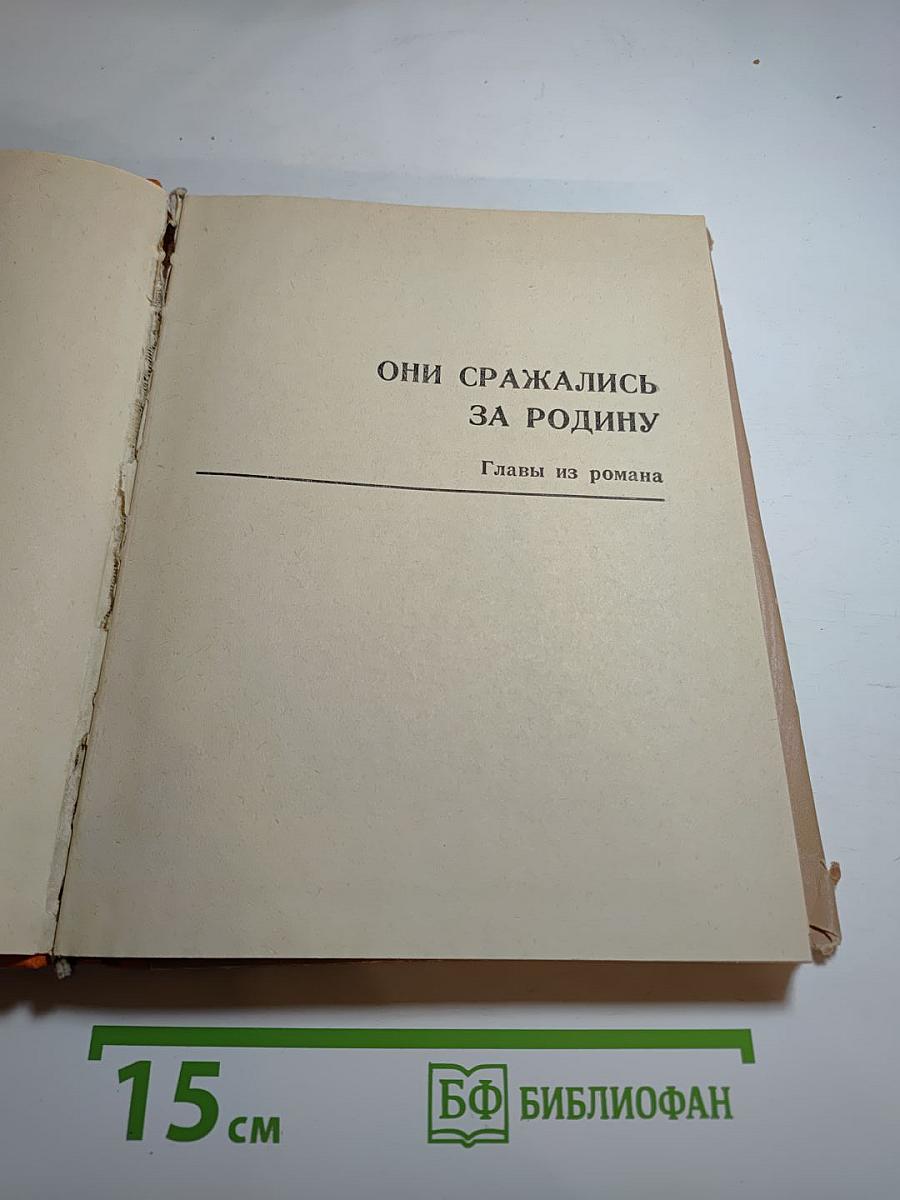 ОНИ СРАЖАЛИСЬ
ЗА РОДИНУ
Главы из романа
15 см
БФ БИБЛИОФАН